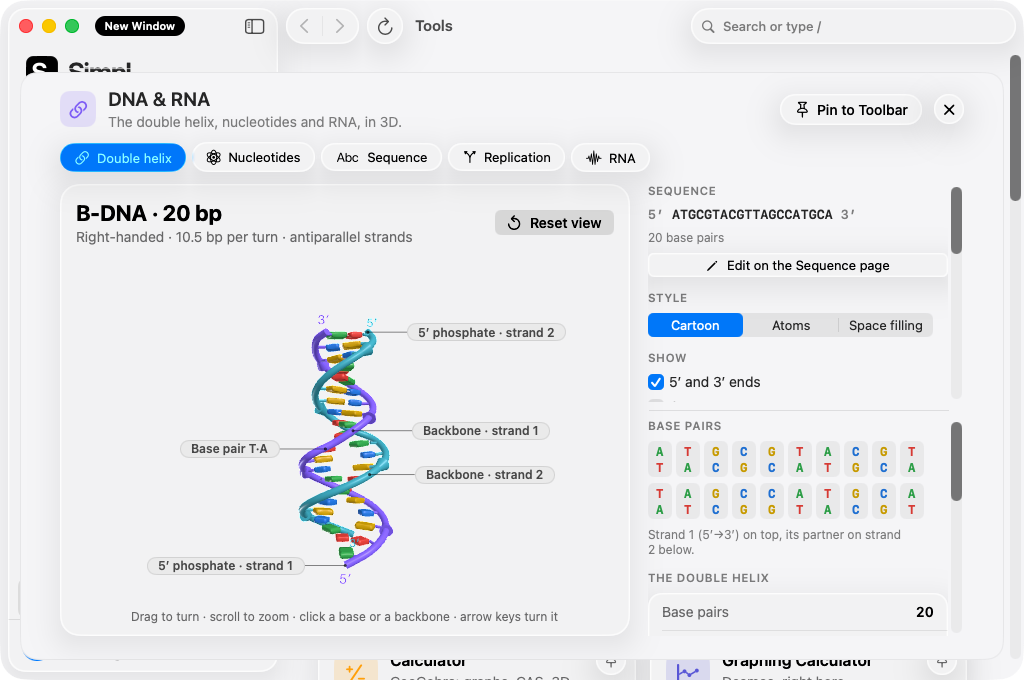 New Window
Tools
Search or type /
DNA & RNA
The double helix, nucleotides and RNA, in 3D.
Pin to Toolbar
Double helix
Nucleotides
Abc Sequence
Replication
RNA
B-DNA · 20 bp
Right-handed · 10.5 bp per turn · antiparallel strands
Reset view
3′
5′
5′ phosphate · strand 2
Backbone · strand 1
Base pair T·A
Backbone · strand 2
5′ phosphate · strand 1
5′
Drag to turn · scroll to zoom · click a base or a backbone · arrow keys turn it
SEQUENCE
5′ ATGCGTACGTTAGCCATGCA 3′
20 base pairs
Edit on the Sequence page
STYLE
Cartoon
Atoms
Space filling
SHOW
5′ and 3′ ends
BASE PAIRS
A T G C G T A C G T
T A C G C A T G C A
T A G C C A T G C A
A T C G G T A C G T
Strand 1 (5′→3′) on top, its partner on strand
2 below.
THE DOUBLE HELIX
Base pairs 20
Calculator
Graphing Calculator